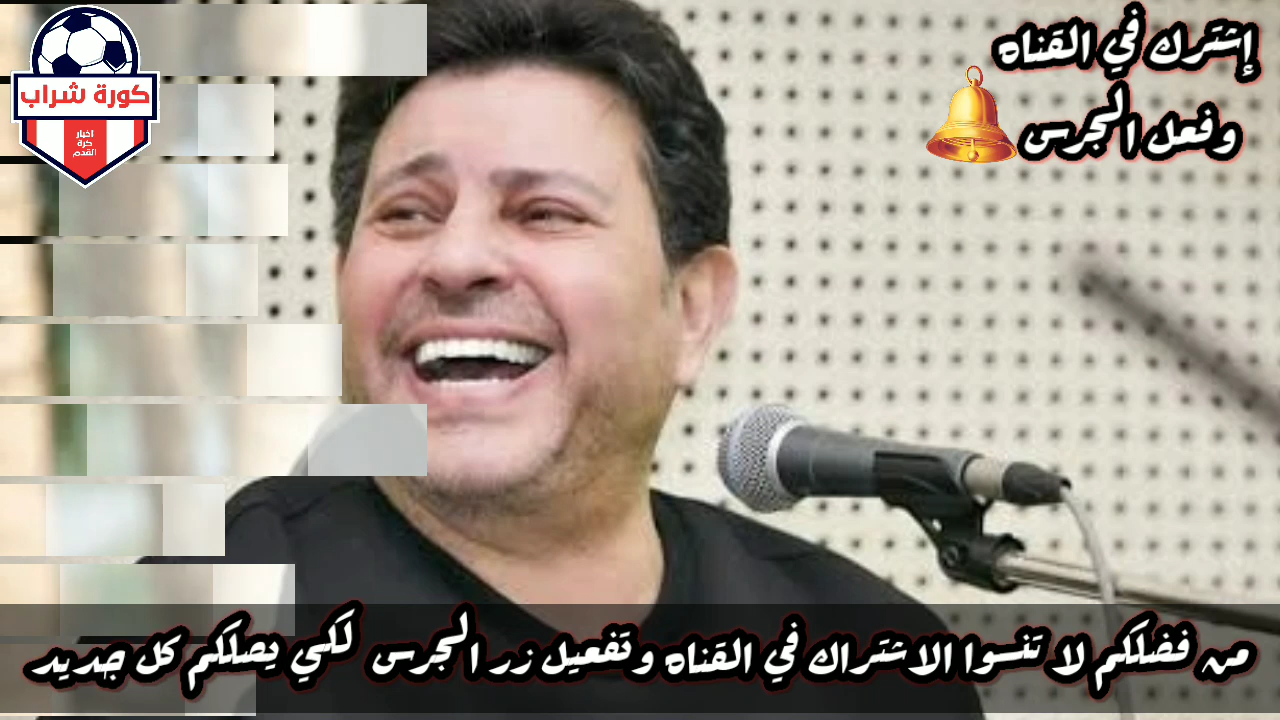 إشترك في القناه
وفعل الجرس
كورة شراب
اخبار
كرة
القدم
من فضلكم لا تنسوا الاشتراك في القناه وتفعيل زر الجرس لكي يصلكم كل جديد